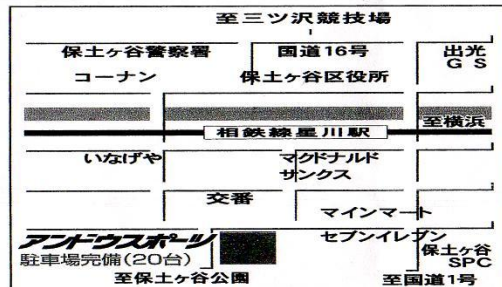 至三ツ沢競技場
保土ヶ谷警察署 国道16号 出光
GS
コーナン 保土ヶ谷区役所
至横浜
相鉄線星川駅
いなげや マクドナルド
サンクス
交番
マインマート
アンドウスポーツ セブンイレブン
駐車場完備(20台) 保土ヶ谷
SPC
至保土ヶ谷公園 至国道1号